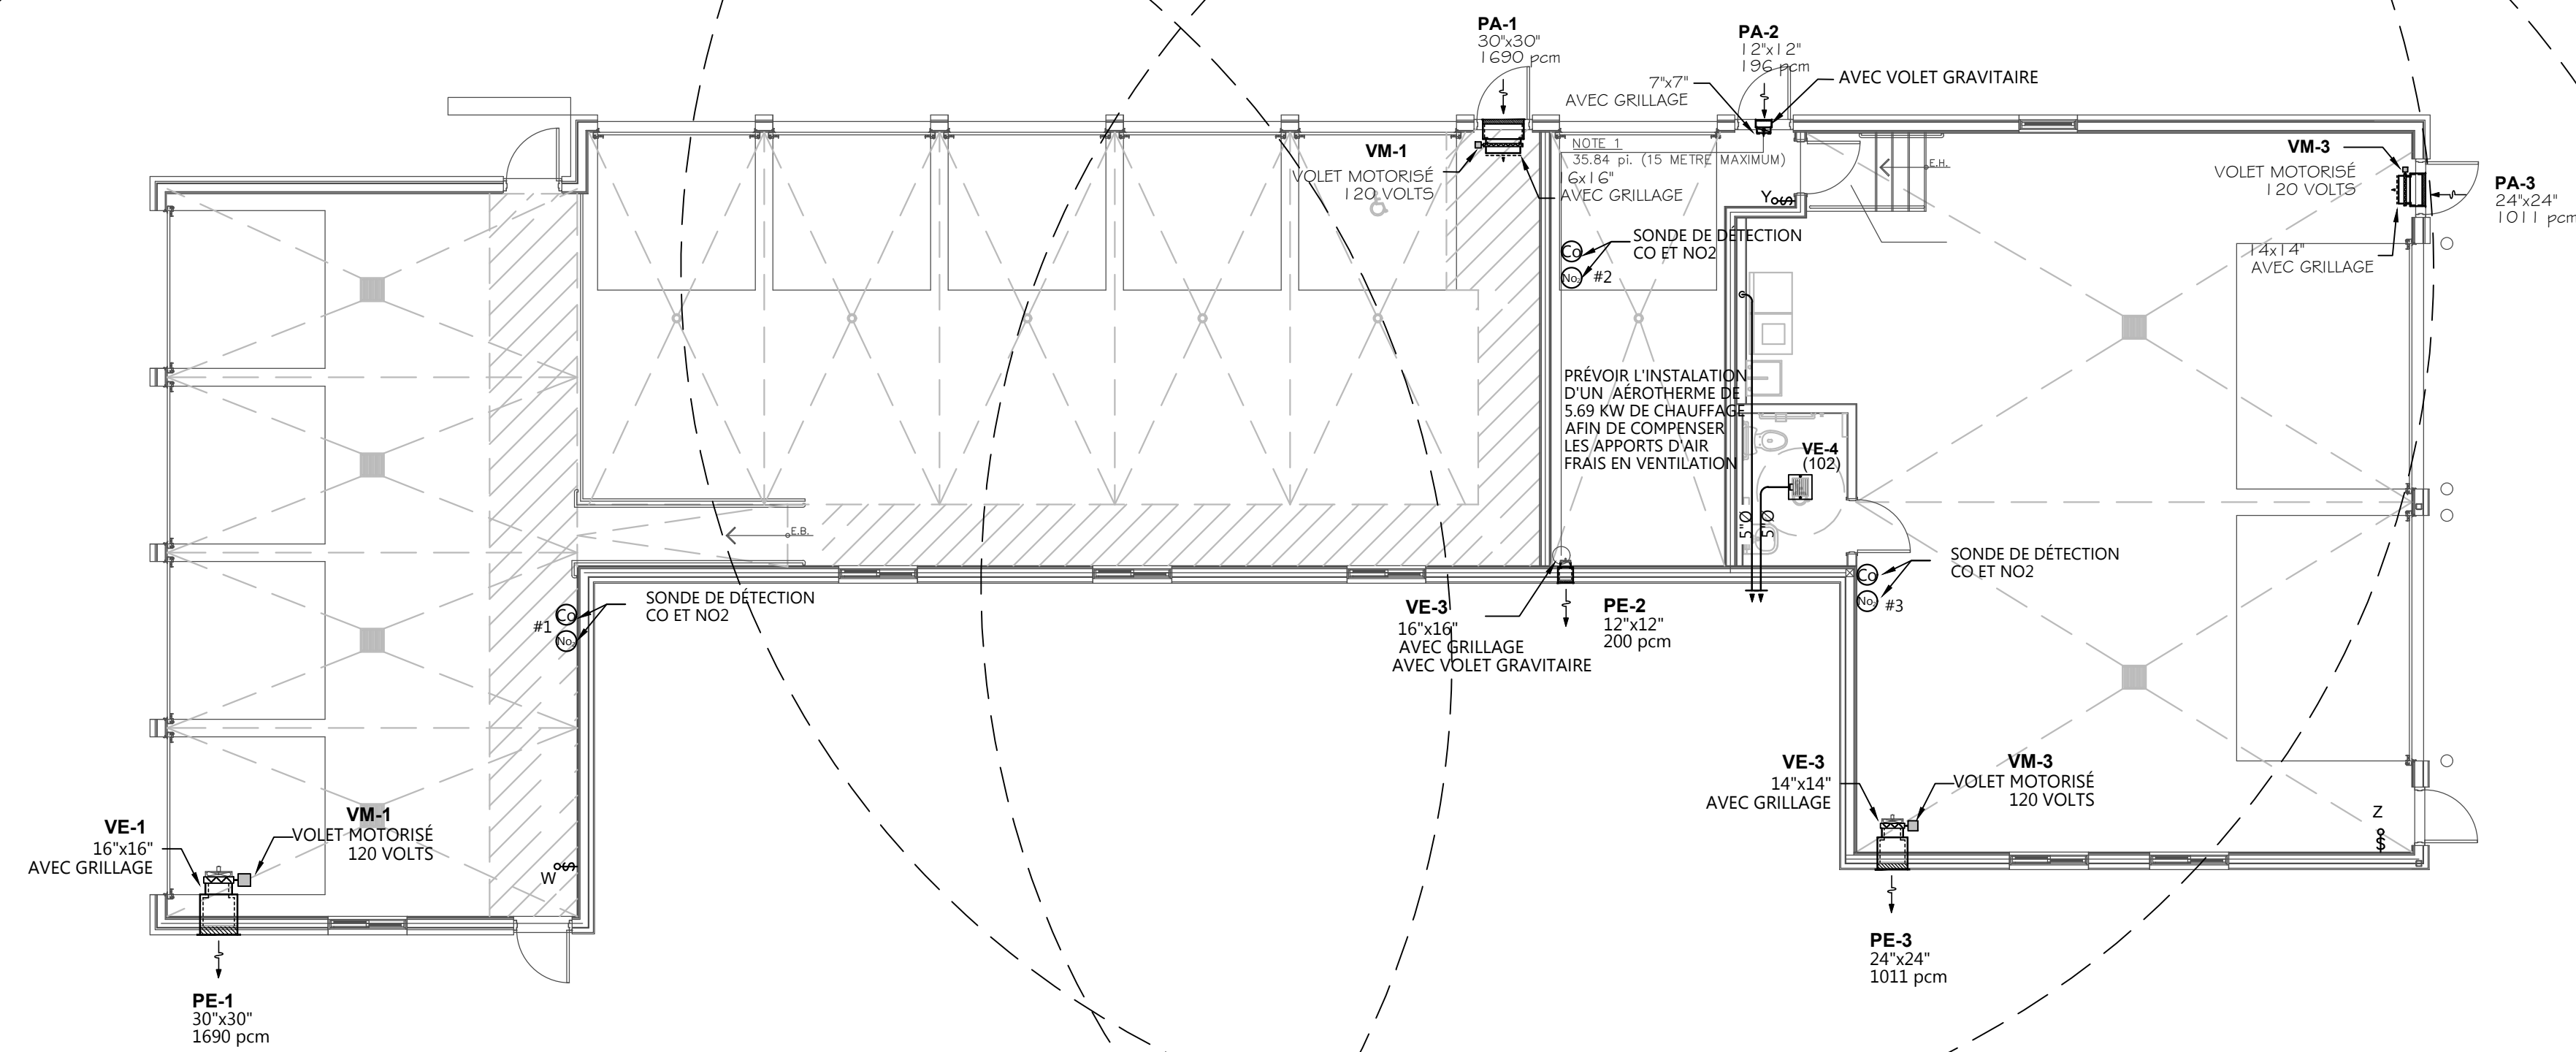 PA-1
30"x30"
1690 pcm
PA-2
12"x12"
196 pcm
7"x7"
AVEC GRILLAGE
AVEC VOLET GRAVITAIRE
VM-1
VOLET MOTORISÉ
120 VOLTS
NOTE 1
35.84 pi. (15 METRE MAXIMUM)
16x16"
AVEC GRILLAGE
E.H.
VM-3
VOLET MOTORISÉ
120 VOLTS
PA-3
24"x24"
1011 pcm
14x14"
AVEC GRILLAGE
Y
SONDE DE DÉTECTION
CO ET NO2
Co
No2
#2
PRÉVOIR L'INSTALATION
D'UN AÉROTHERME DE
5.69 KW DE CHAUFFAGE
AFIN DE COMPENSER
LES APPORTS D'AIR
FRAIS EN VENTILATION
VE-4
(102)
5"Ø
5"Ø
E.B.
SONDE DE DÉTECTION
CO ET NO2
Co
No2
#1
VE-3
16"x16"
AVEC GRILLAGE
AVEC VOLET GRAVITAIRE
PE-2
12"x12"
200 pcm
SONDE DE DÉTECTION
CO ET NO2
Co
No2
#3
VE-1
16"x16"
AVEC GRILLAGE
VM-1
VOLET MOTORISÉ
120 VOLTS
W
VE-3
14"x14"
AVEC GRILLAGE
VM-3
VOLET MOTORISÉ
120 VOLTS
Z
$
PE-1
30"x30"
1690 pcm
PE-3
24"x24"
1011 pcm